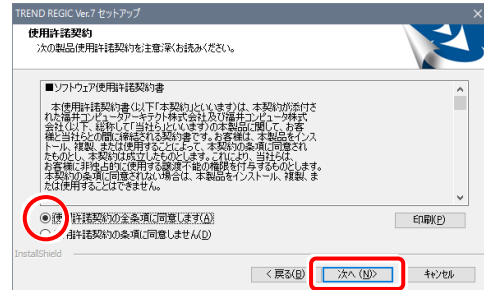 TREND REGIC Ver.7 セットアップ
使用許諾契約
次の製品使用許諾契約を注意深くお読みください。
■ソフトウェア使用許諾契約書
本使用許諾契約書(以下「本契約」といいます)は、本契約が添付さ
れた福井コンピュータアーキテクト株式会社及び福井コンピュータ株式
会社(以下、総称して「当社ら」といいます)の本製品に関して、お客
様と当社らとの間に締結される契約書です。お客様は、本製品をインス
トール、複製、または使用することによって、本契約の条項に同意され
たものとし、本契約は成立したものとします。これにより、当社らは、
お客様に非独占的に使用する譲渡不能の権限を付与するものとします。
本契約の条項に同意されない場合は、本製品をインストール、複製、ま
たは使用することはできません。
使用許諾契約の全条項に同意します(A)
印刷(P)
用許諾契約の条項に同意しません(D)
InstallShield
< 戻る(B)
次へ (N)>
キャンセル